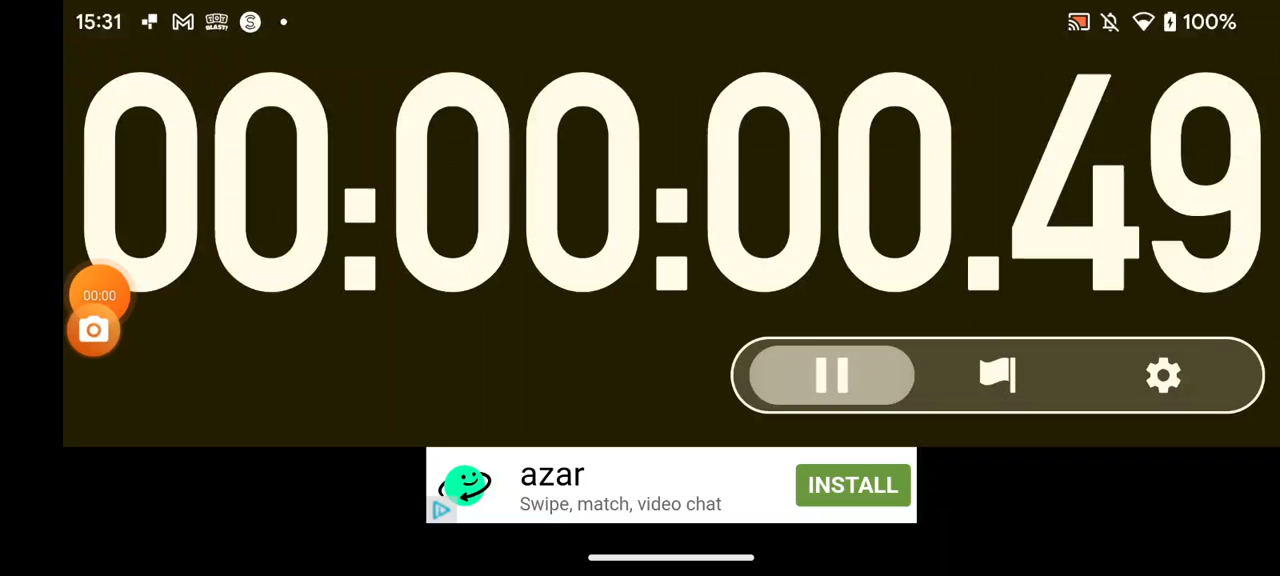 15:31 100%
00:00:00.49
00:00
azar
Swipe, match, video chat
INSTALL